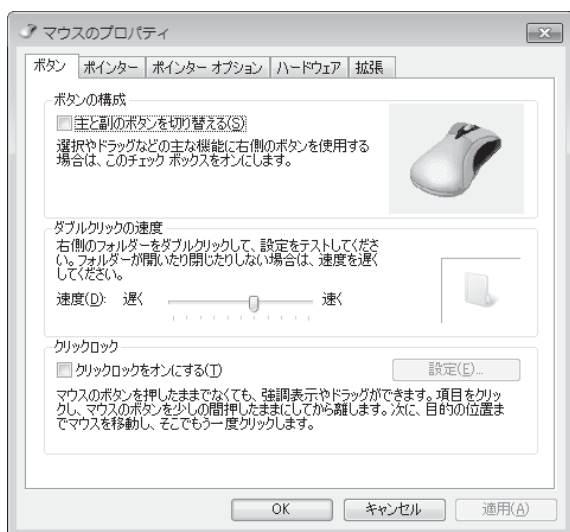 マウスのプロパティ
ボタン ポインター ポインター オプション ハードウェア 拡張
ボタンの構成
主と副のボタンを切り替える(S)
選択やドラッグなどの主な機能に右側のボタンを使用する
場合は、このチェック ボックスをオンにします。
ダブルクリックの速度
右側のフォルダーをダブルクリックして、設定をテストしてくださ
い。フォルダーが開いたり閉じたりしない場合は、速度を遅く
してください。
速度(D): 遅く 速く
クリックロック
クリックロックをオンにする(T) 設定(E)...
マウスのボタンを押したままでなくても、強調表示やドラッグができます。項目をクリッ
クし、マウスのボタンを少しの間押したままにしてから離します。次に、目的の位置ま
でマウスを移動し、そこでもう一度クリックします。
OK キャンセル 適用(A)